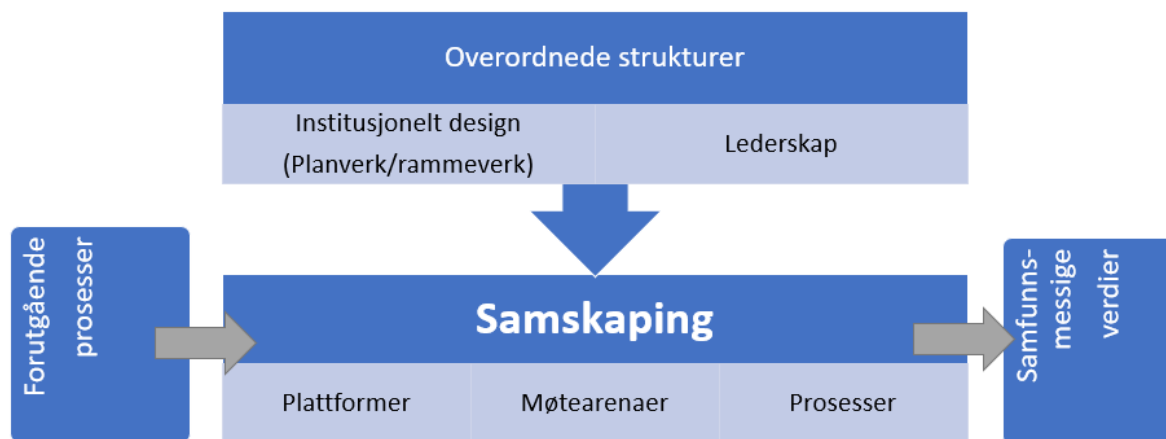 Overordnede strukturer
Institusjonelt design
(Planverk/rammeverk)
Lederskap
Forutgående
prosesser
Samskaping
Plattformer
Møtearenaer
Prosesser
Samfunns-
messige
verdier